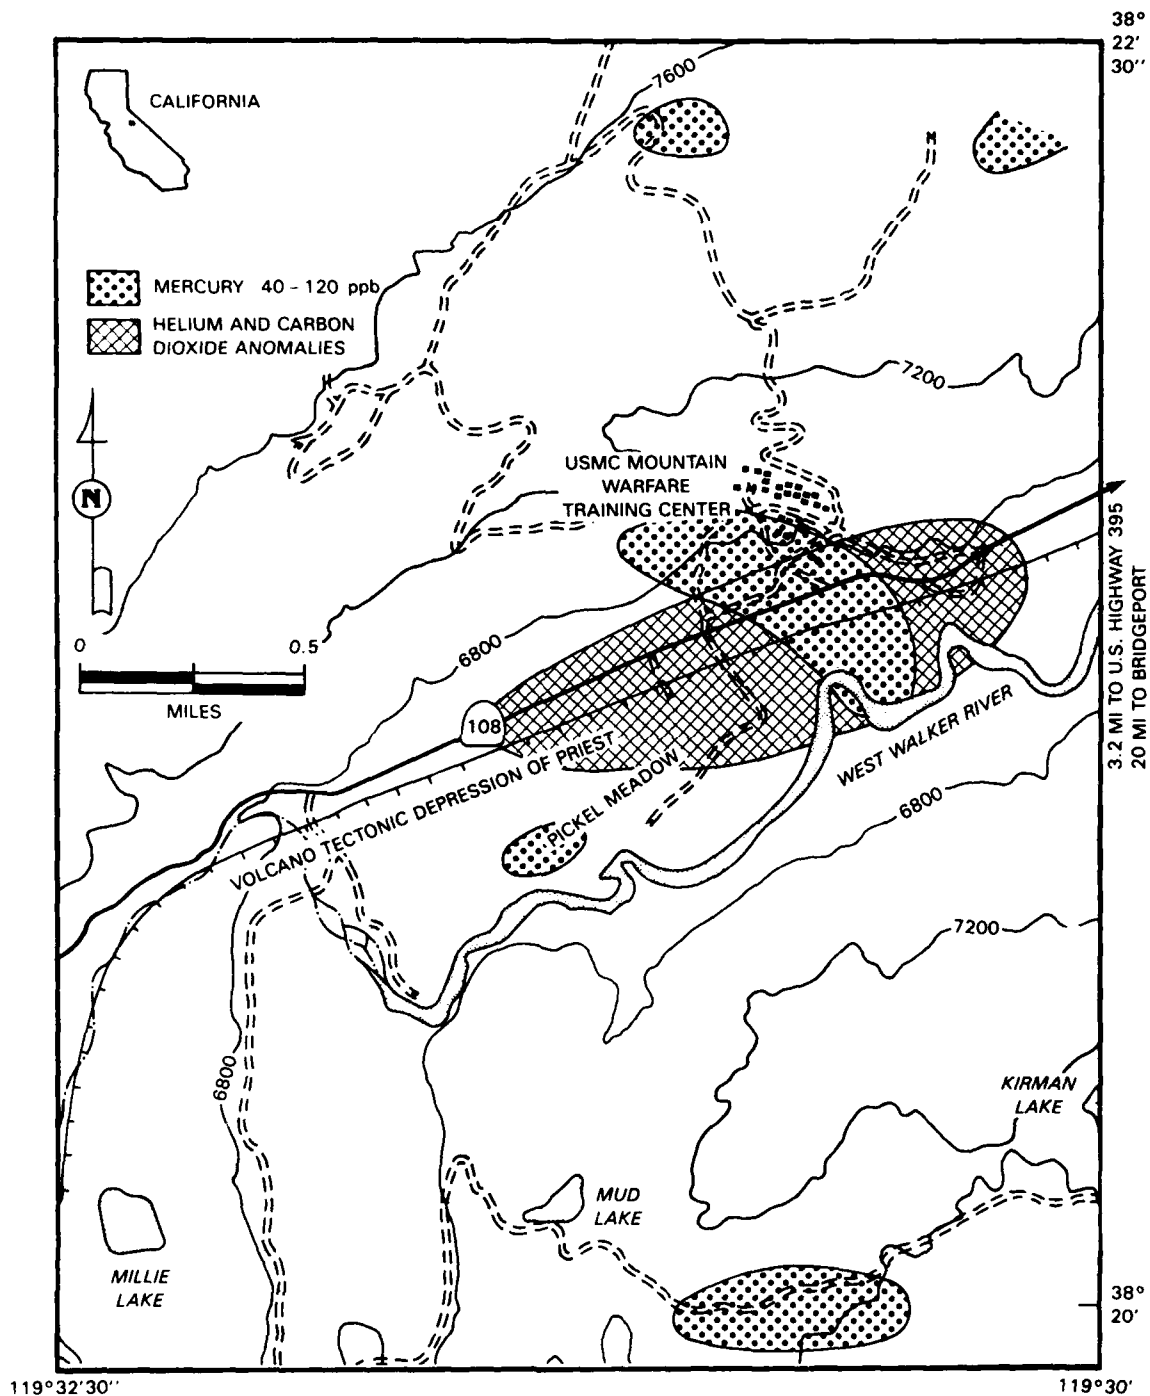 38°
22'
30''
7600
CALIFORNIA
MERCURY 40 - 120 ppb
HELIUM AND CARBON
DIOXIDE ANOMALIES
7200
N
USMC MOUNTAIN
WARFARE
TRAINING CENTER
0 0.5
MILES
6800
108
VOLCANO TECTONIC DEPRESSION OF PRIEST
PICKEL MEADOW
WEST WALKER RIVER
3.2 MI TO U.S. HIGHWAY 395
20 MI TO BRIDGEPORT
6800
7200
6800
KIRMAN
LAKE
MUD
LAKE
MILLIE
LAKE
38°
20'
119°32'30''
119°30'